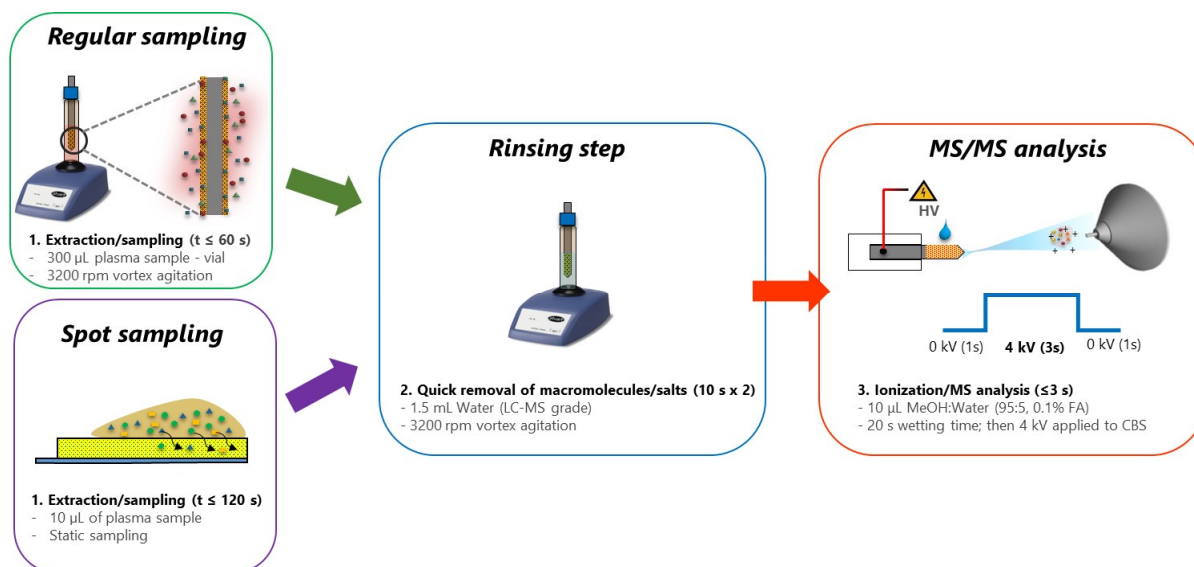 Regular sampling
1. Extraction/sampling (t ≤ 60 s)
- 300 µL plasma sample - vial
- 3200 rpm vortex agitation
Spot sampling
1. Extraction/sampling (t ≤ 120 s)
- 10 µL of plasma sample
- Static sampling
Rinsing step
2. Quick removal of macromolecules/salts (10 s x 2)
- 1.5 mL Water (LC-MS grade)
- 3200 rpm vortex agitation
MS/MS analysis
HV
0 kV (1s) 4 kV (3s) 0 kV (1s)
3. Ionization/MS analysis (≤3 s)
- 10 µL MeOH:Water (95:5, 0.1% FA)
- 20 s wetting time; then 4 kV applied to CBS